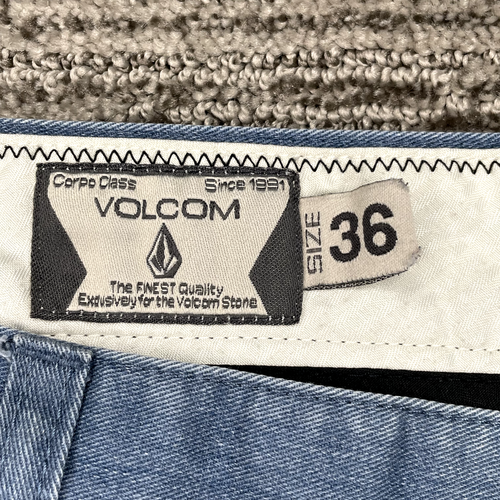 Corpo Class Since 1991
VOLCOM
The FINEST Quality
Exclusively for the Volcom Stone
SIZE 36